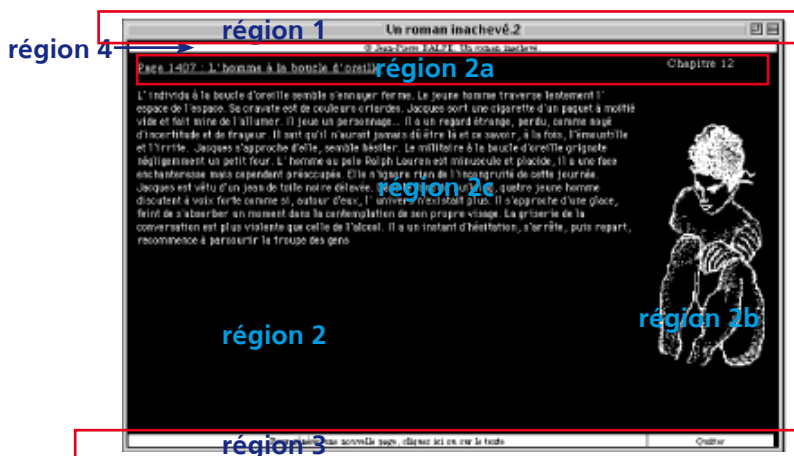 Un roman inachevé.2
région 1
région 4
© Jean-Pierre BALPE, Un roman inachevé.
Page 1407 : L'homme à la boucle d'oreille
région 2a
Chapitre 12
L' individu à la boucle d'oreille semble s'ennuyer ferme. Le jeune homme traverse lentement l'
espace de l'espace. Sa cravate est de couleurs criardes. Jacques sort une cigarette d'un paquet à moitié
vide et fait mine de l'allumer. Il joue un personnage... Il a un regard étrange, perdu, comme noyé
d'incertitude et de frayeur. Il sait qu'il n'aurait jamais dû être là et ce savoir, à la fois, l'émoustille
et l'irrite. Jacques s'approche d'elle, semble hésiter. Le militaire à la boucle d'oreille grignote
négligemment un petit four. L' homme au polo Ralph Lauren est minuscule et placide, il a une face
enchanteresse mais cependant préoccupée. Elle n'ignore rien de l'incongruité de cette journée.
Jacques est vêtu d'un jean de toile noire délavée. quatre jeune homme
région 2c
discutent à voix forte comme si, autour d'eux, l' univers n'existait plus. Il s'approche d'une glace,
feint de s'absorber un moment dans la contemplation de son propre visage. La griserie de la
conversation est plus violente que celle de l'alcool. Il a un instant d'hésitation, s'arrête, puis repart,
recommence à parcourir la troupe des gens
région 2b
région 2
région 3
une nouvelle page, cliquez ici ou sur le texte
Quitter